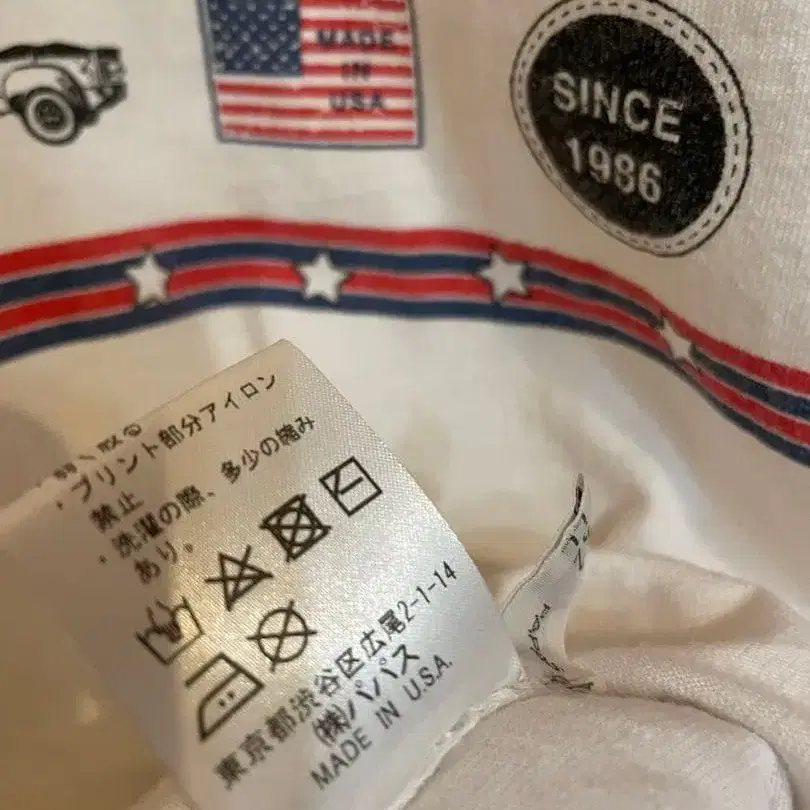 MADE
IN
USA
SINCE
1986
・プリント部分アイロン
禁止
・洗濯の際、多少の縮み
あり。
東京都渋谷区広尾2-1-14
(株)パパス
MADE IN U.S.A.